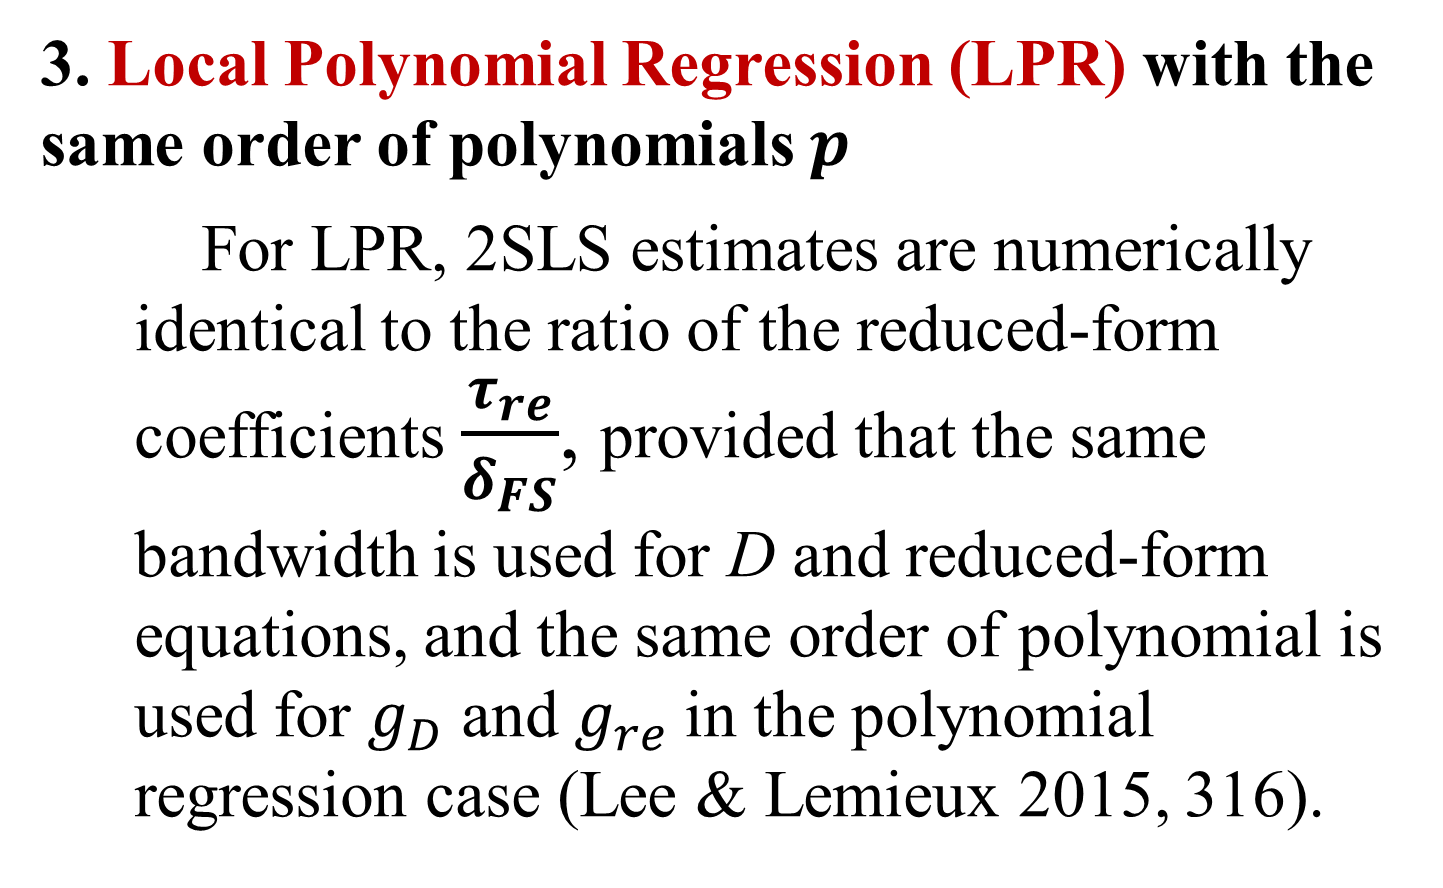 3. Local Polynomial Regression (LPR) with the
same order of polynomials p
For LPR, 2SLS estimates are numerically
identical to the ratio of the reduced-form
coefficients τ_re/δ_FS, provided that the same
bandwidth is used for D and reduced-form
equations, and the same order of polynomial is
used for g_D and g_re in the polynomial
regression case (Lee & Lemieux 2015, 316).